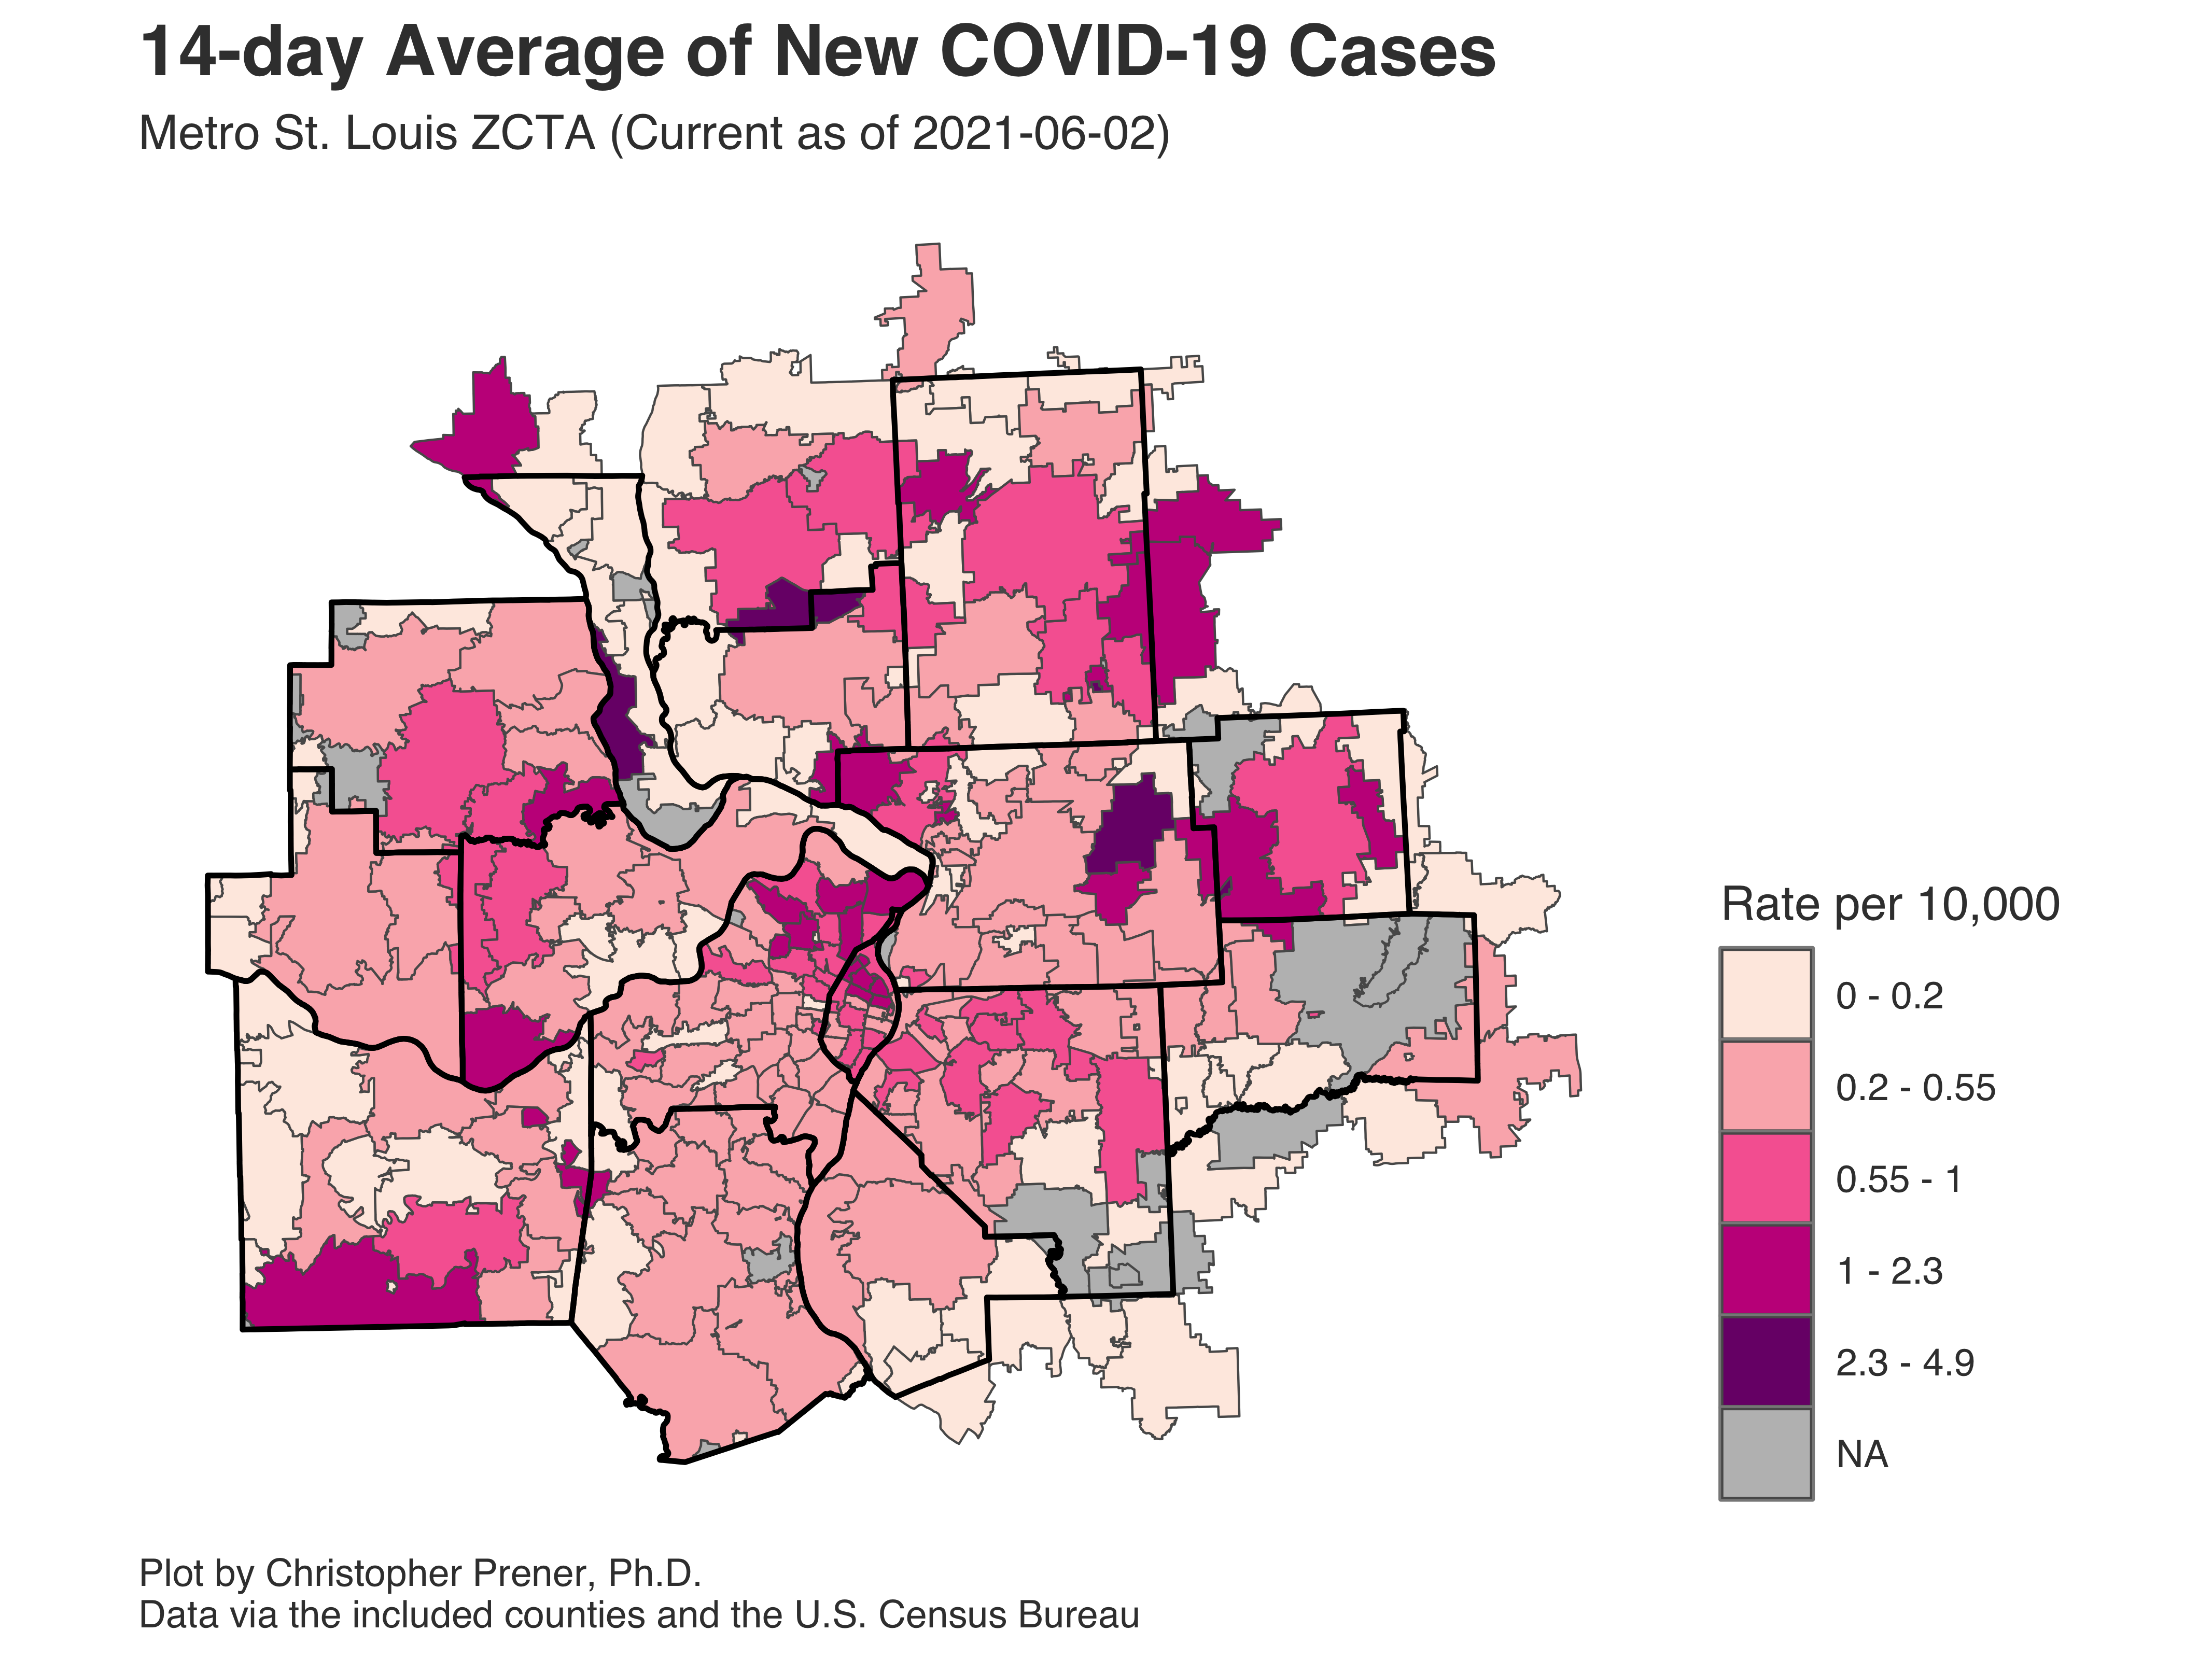 14-day Average of New COVID-19 Cases
Metro St. Louis ZCTA (Current as of 2021-06-02)
Rate per 10,000
0 - 0.2
0.2 - 0.55
0.55 - 1
1 - 2.3
2.3 - 4.9
NA
Plot by Christopher Prener, Ph.D.
Data via the included counties and the U.S. Census Bureau